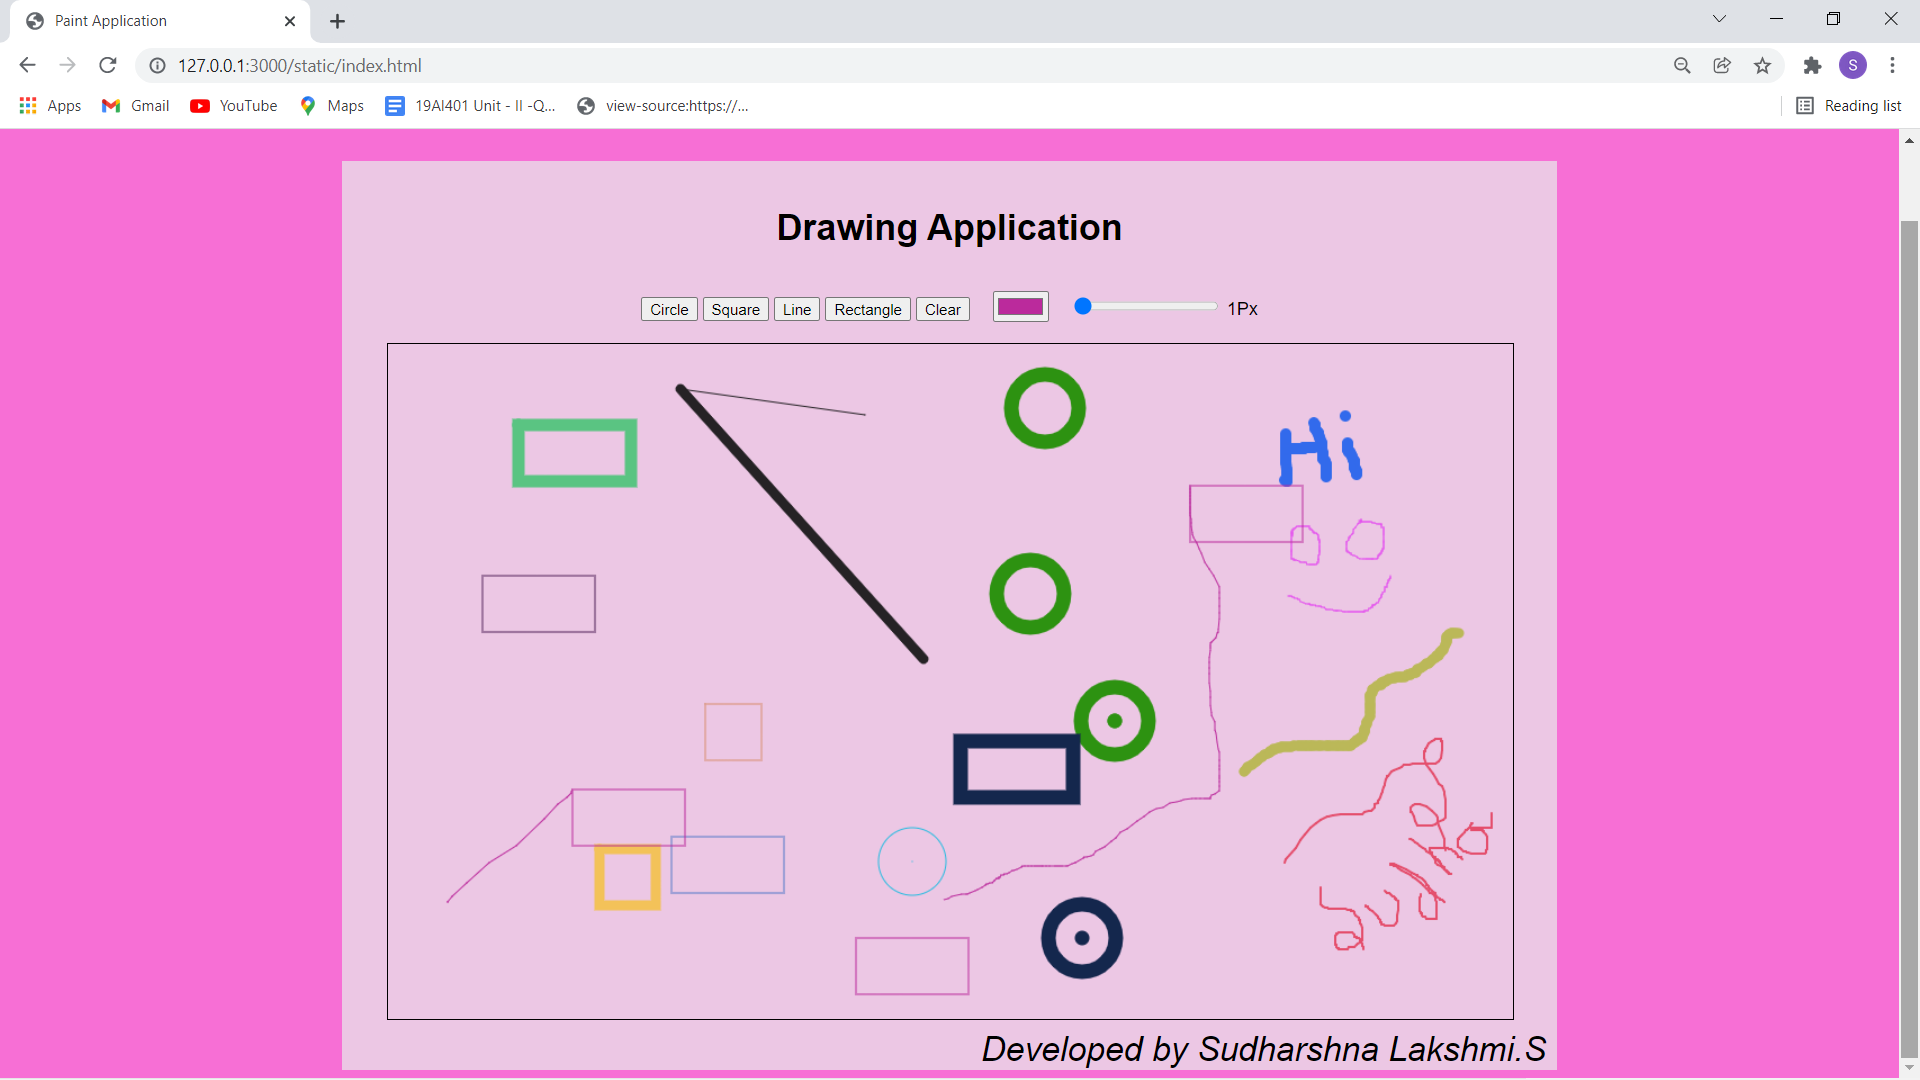 Paint Application
127.0.0.1:3000/static/index.html
S
Apps Gmail YouTube Maps 19AI401 Unit - II -Q... view-source:https://... Reading list
Drawing Application
Circle Square Line Rectangle Clear 1Px
Hi
Developed by Sudharshna Lakshmi.S